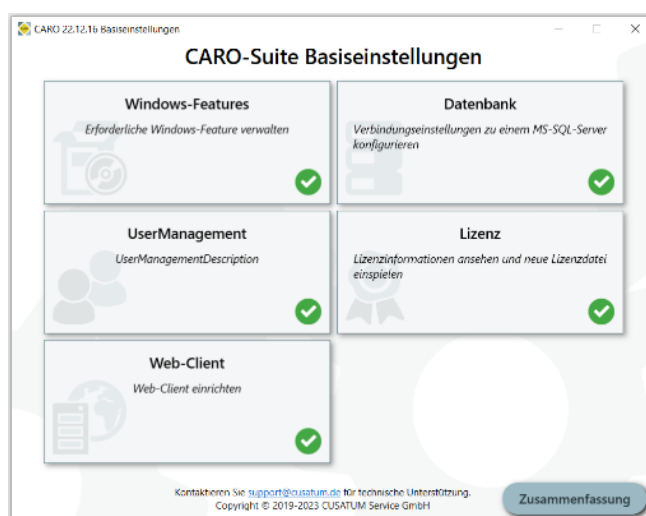 CARO 22.12.16 Basiseinstellungen
CARO-Suite Basiseinstellungen
Windows-Features
Erforderliche Windows-Feature verwalten
Datenbank
Verbindungseinstellungen zu einem MS-SQL-Server
konfigurieren
UserManagement
UserManagementDescription
Lizenz
Lizenzinformationen ansehen und neue Lizenzdatei
einspielen
Web-Client
Web-Client einrichten
Kontaktieren Sie support@cusatum.de für technische Unterstützung.
Copyright © 2019-2023 CUSATUM Service GmbH
Zusammenfassung